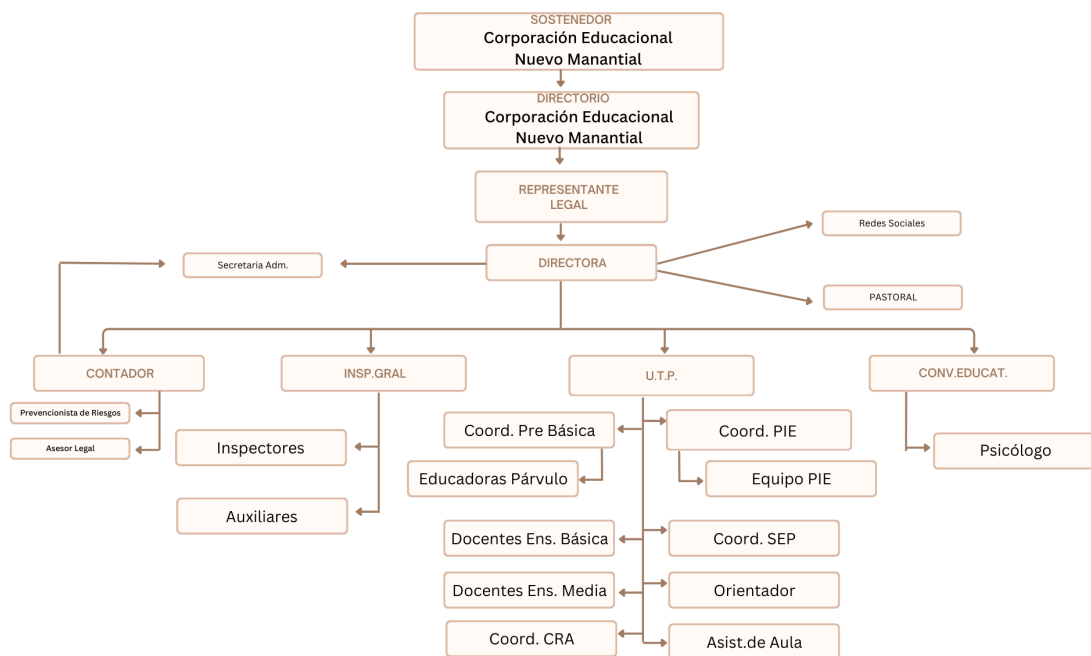 SOSTENEDOR
Corporación Educacional
Nuevo Manantial
DIRECTORIO
Corporación Educacional
Nuevo Manantial
REPRESENTANTE
LEGAL
Redes Sociales
Secretaria Adm.
DIRECTORA
PASTORAL
CONTADOR
INSP.GRAL
U.T.P.
CONV.EDUCAT.
Prevencionista de Riesgos
Asesor Legal
Inspectores
Auxiliares
Coord. Pre Básica
Coord. PIE
Educadoras Párvulo
Equipo PIE
Psicólogo
Docentes Ens. Básica
Coord. SEP
Docentes Ens. Media
Orientador
Coord. CRA
Asist.de Aula